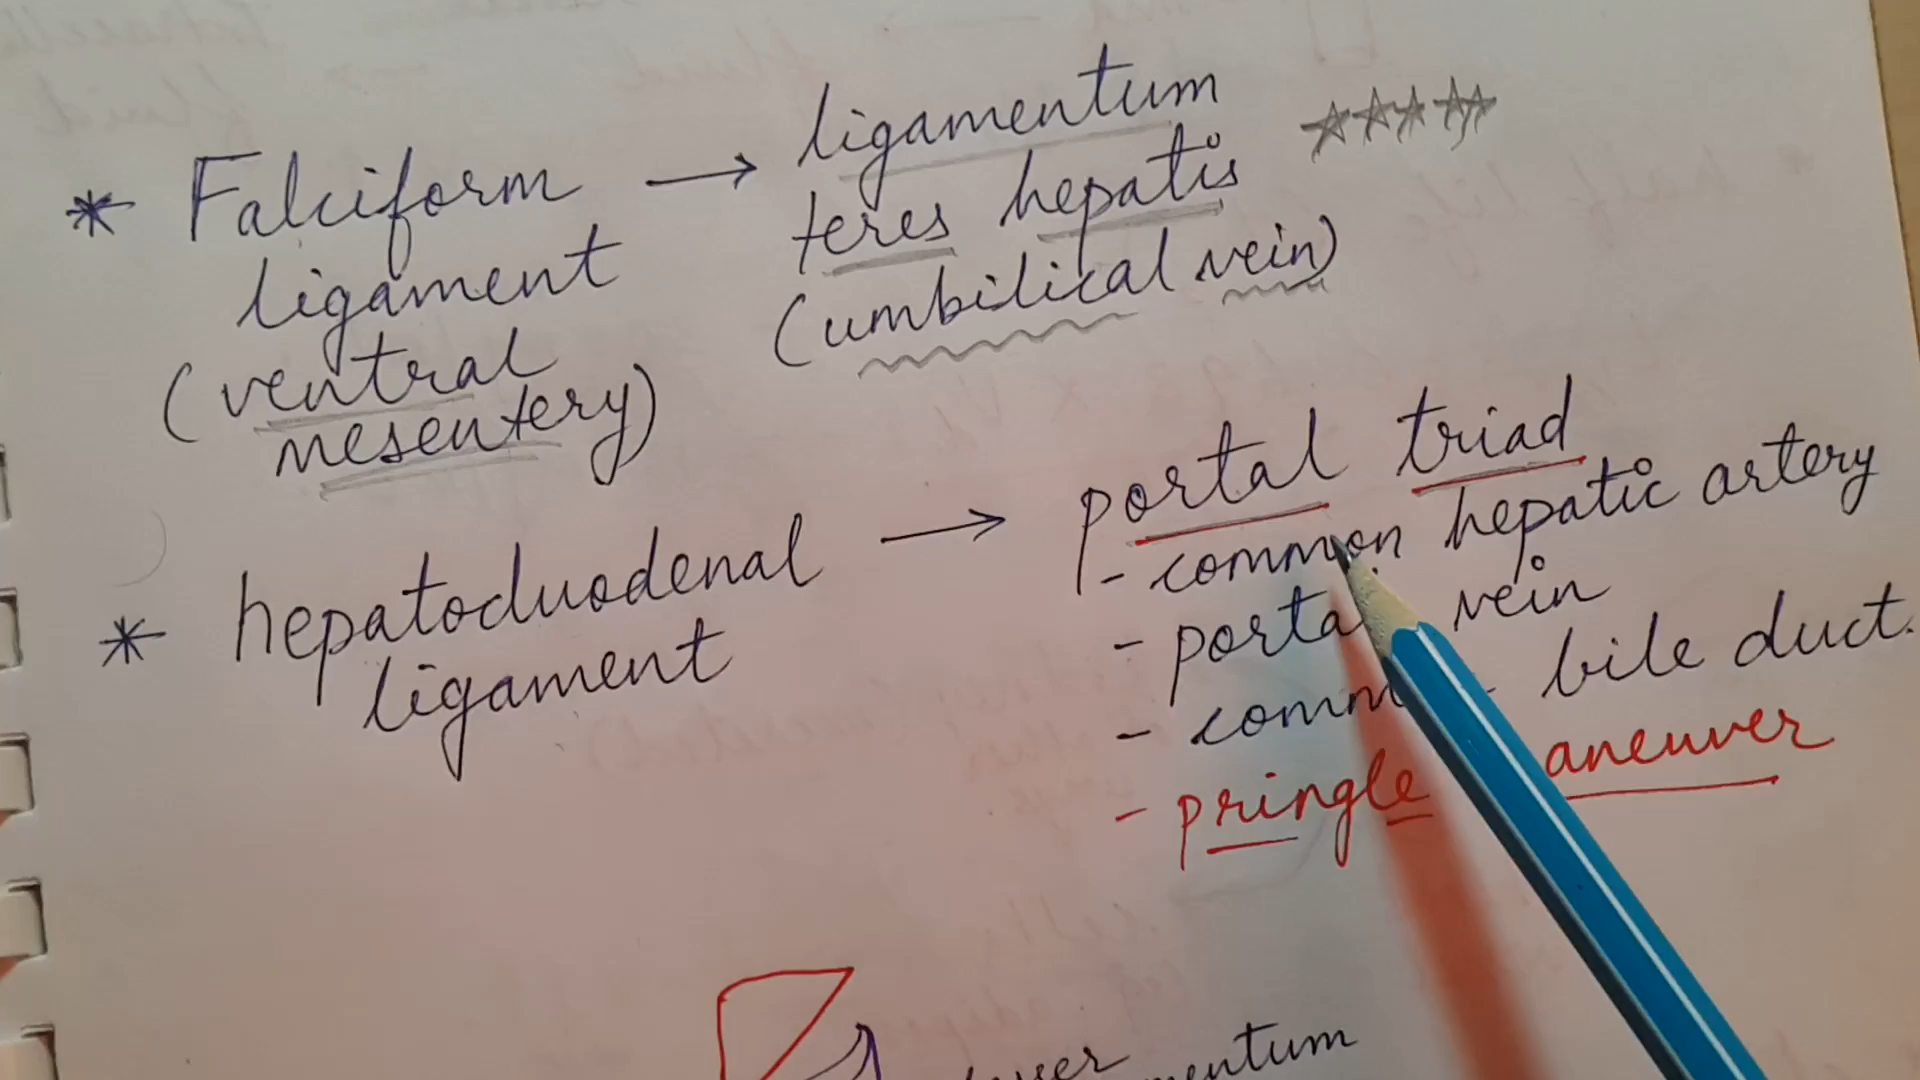 * Falciform → ligamentum
ligament teres hepatis
(ventral (umbilical vein)
mesentery)
* hepatoduodenal → portal triad
ligament - common hepatic artery
- porta vein
- comm bile duct.
- pringle aneuver